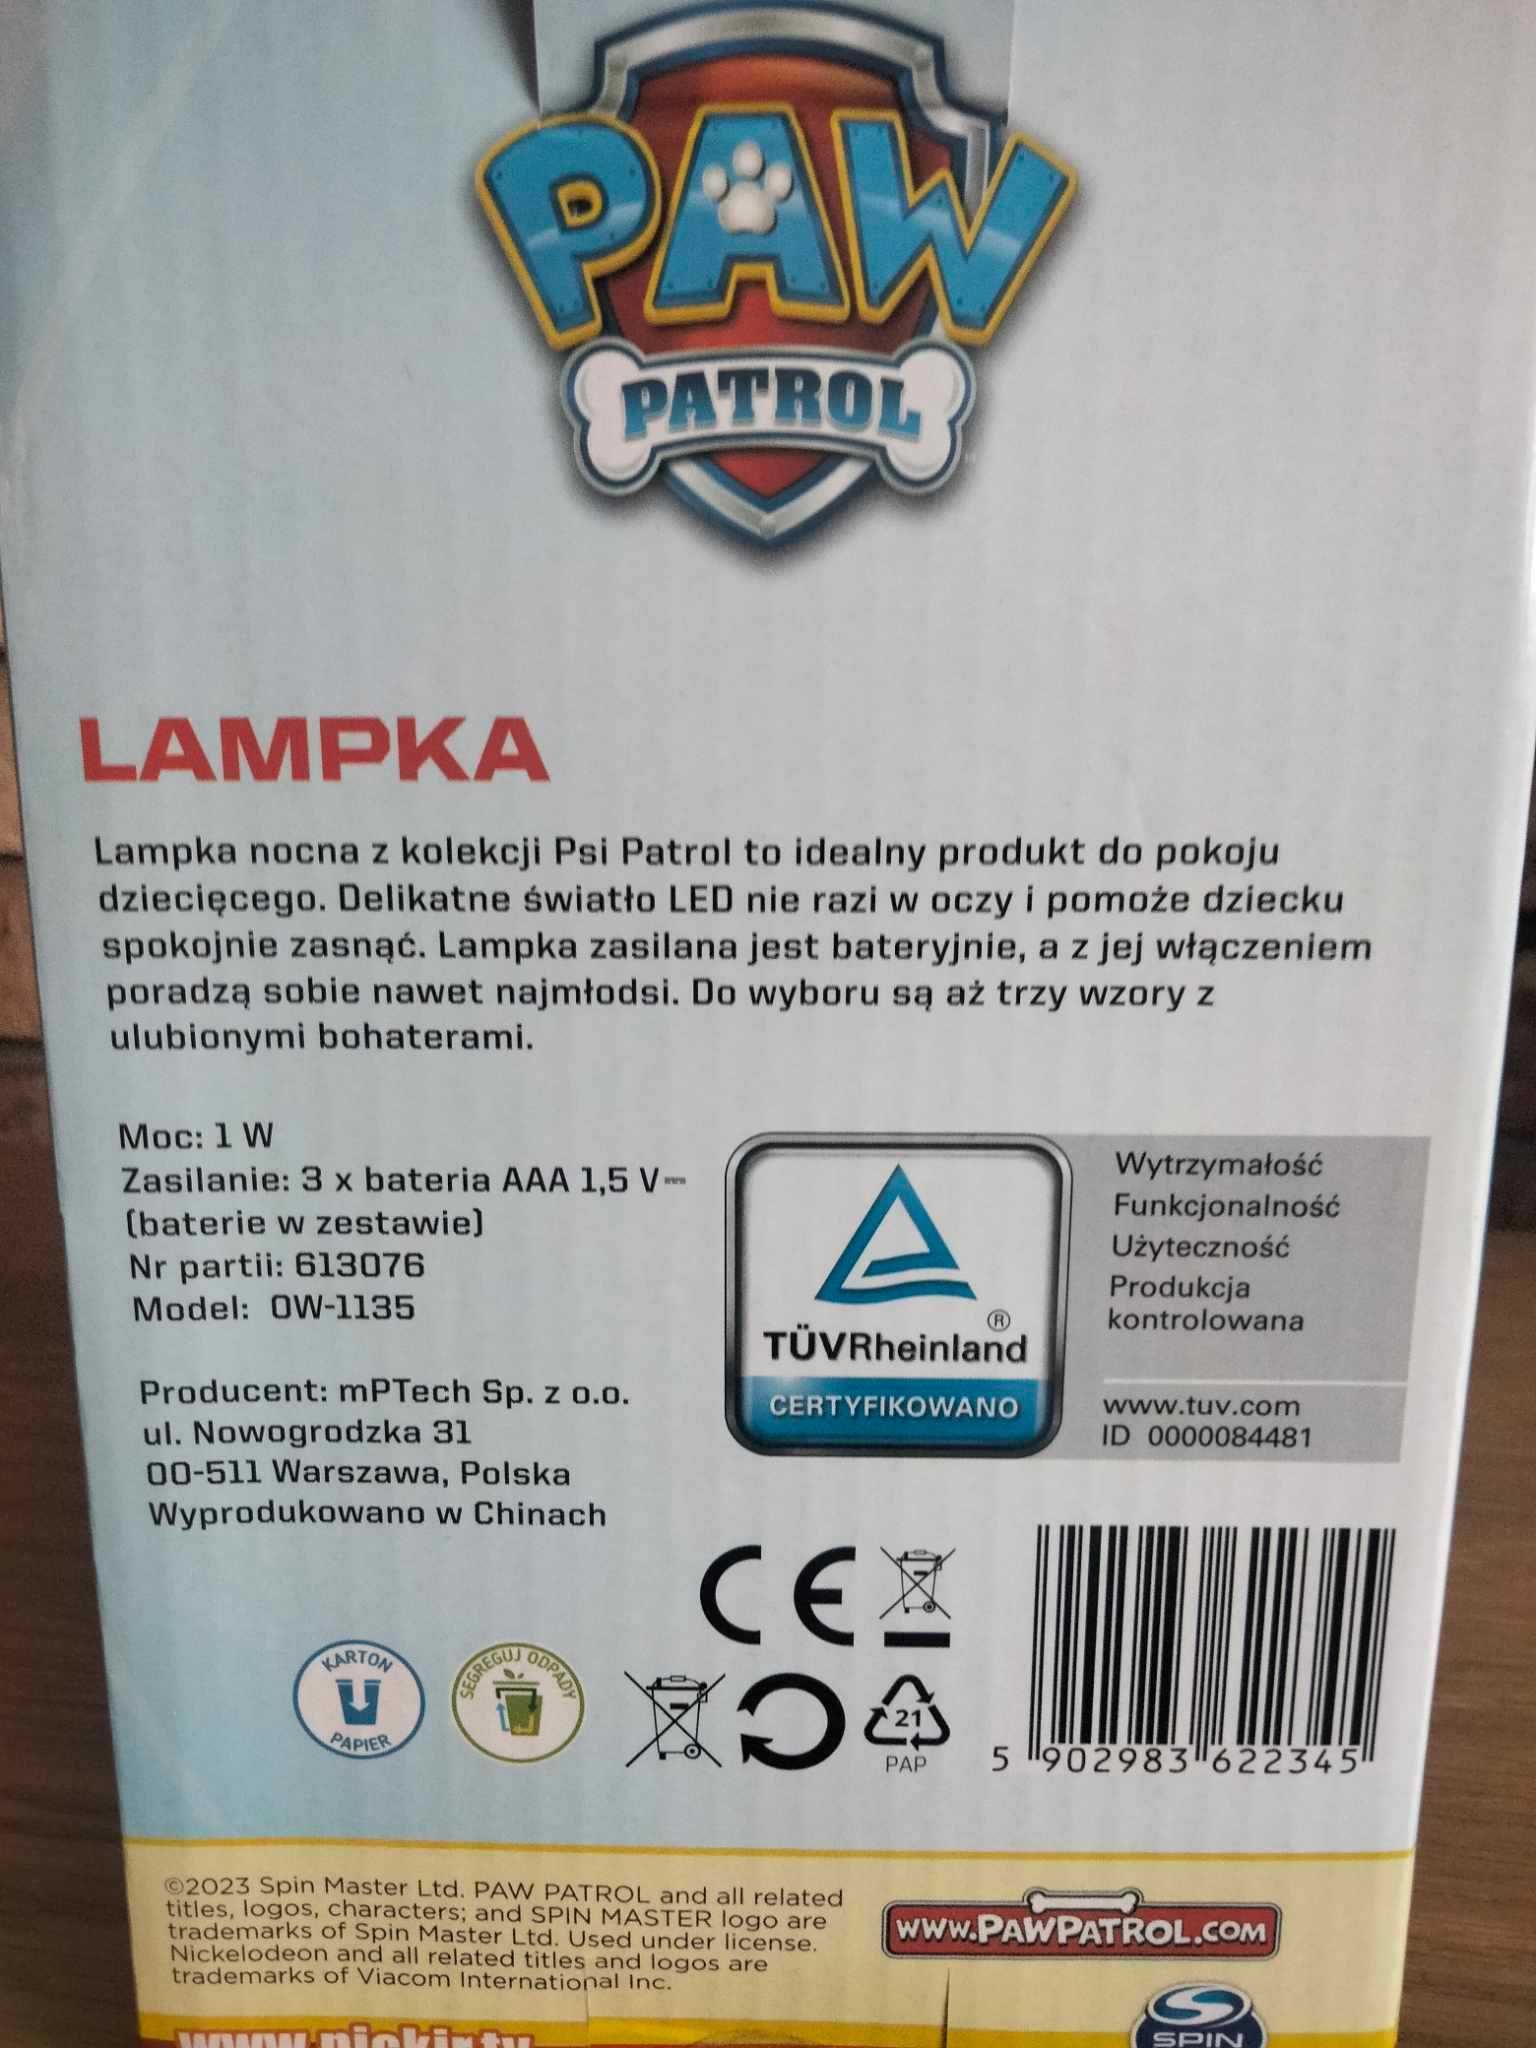 PAW
PATROL
LAMPKA
Lampka nocna z kolekcji Psi Patrol to idealny produkt do pokoju
dziecięcego. Delikatne światło LED nie razi w oczy i pomoże dziecku
spokojnie zasnąć. Lampka zasilana jest bateryjnie, a z jej włączeniem
poradzą sobie nawet najmłodsi. Do wyboru są aż trzy wzory z
ulubionymi bohaterami.
Moc: 1 W
Zasilanie: 3 x bateria AAA 1,5 V⎓
(baterie w zestawie)
Nr partii: 613076
Model: OW-1135
Producent: mPTech Sp. z o.o.
ul. Nowogrodzka 31
00-511 Warszawa, Polska
Wyprodukowano w Chinach
TÜVRheinland®
CERTYFIKOWANO
Wytrzymałość
Funkcjonalność
Użyteczność
Produkcja
kontrolowana
www.tuv.com
ID 0000084481
CE
KARTON
PAPIER
SEGREGUJ ODPADY
21
PAP
5 902983 622345
©2023 Spin Master Ltd. PAW PATROL and all related
titles, logos, characters; and SPIN MASTER logo are
trademarks of Spin Master Ltd. Used under license.
Nickelodeon and all related titles and logos are
trademarks of Viacom International Inc.
WWW.PAWPATROL.COM
SPIN
www.nickjr.tv